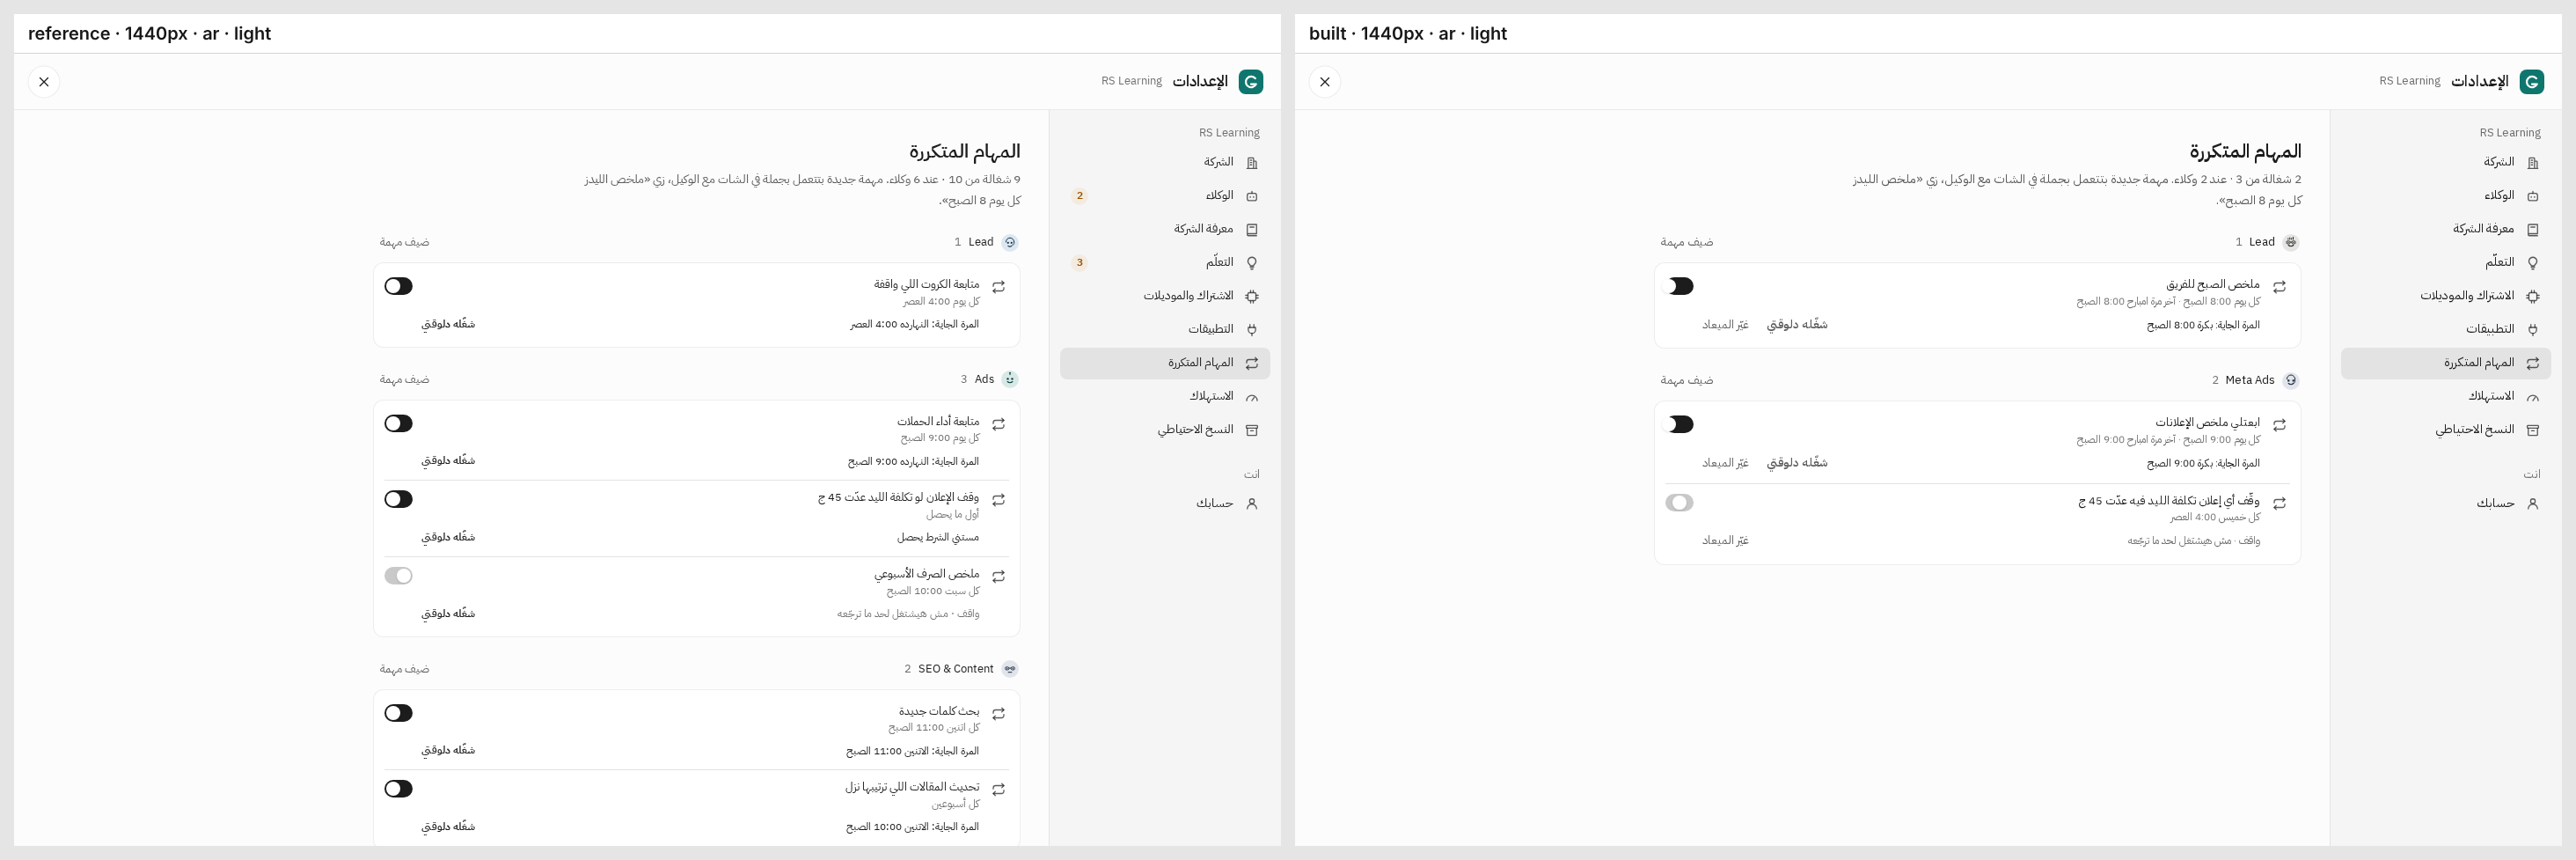 reference · 1440px · ar · light
الإعدادات RS Learning
RS Learning
الشركة
الوكلاء 2
معرفة الشركة
التعلّم 3
الاشتراك والموديلات
التطبيقات
المهام المتكررة
الاستهلاك
النسخ الاحتياطي
انت
حسابك
المهام المتكررة
9 شغالة من 10 · عند 6 وكلاء. مهمة جديدة بتتعمل بجملة في الشات مع الوكيل، زي «ملخص الليدز
كل يوم 8 الصبح».
Lead 1 ضيف مهمة
متابعة الكروت اللي واقفة
كل يوم 4:00 العصر
المرة الجاية: النهارده 4:00 العصر شغّله دلوقتي
Ads 3 ضيف مهمة
متابعة أداء الحملات
كل يوم 9:00 الصبح
المرة الجاية: النهارده 9:00 الصبح شغّله دلوقتي
وقف الإعلان لو تكلفة الليد عدّت 45 ج
أول ما يحصل
مستني الشرط يحصل شغّله دلوقتي
ملخص الصرف الأسبوعي
كل سبت 10:00 الصبح
واقف · مش هيشتغل لحد ما ترجّعه شغّله دلوقتي
SEO & Content 2 ضيف مهمة
بحث كلمات جديدة
كل اتنين 11:00 الصبح
المرة الجاية: الاتنين 11:00 الصبح شغّله دلوقتي
تحديث المقالات اللي ترتيبها نزل
كل أسبوعين
المرة الجاية: الاتنين 10:00 الصبح شغّله دلوقتي
built · 1440px · ar · light
الإعدادات RS Learning
RS Learning
الشركة
الوكلاء
معرفة الشركة
التعلّم
الاشتراك والموديلات
التطبيقات
المهام المتكررة
الاستهلاك
النسخ الاحتياطي
انت
حسابك
المهام المتكررة
2 شغالة من 3 · عند 2 وكلاء. مهمة جديدة بتتعمل بجملة في الشات مع الوكيل، زي «ملخص الليدز
كل يوم 8 الصبح».
Lead 1 ضيف مهمة
ملخص الصبح للفريق
كل يوم 8:00 الصبح · آخر مرة امبارح 8:00 الصبح
المرة الجاية: بكرة 8:00 الصبح شغّله دلوقتي غيّر الميعاد
Meta Ads 2 ضيف مهمة
ابعتلي ملخص الإعلانات
كل يوم 9:00 الصبح · آخر مرة امبارح 9:00 الصبح
المرة الجاية: بكرة 9:00 الصبح شغّله دلوقتي غيّر الميعاد
وقّف أي إعلان تكلفة الليد فيه عدّت 45 ج
كل خميس 4:00 العصر
واقف · مش هيشتغل لحد ما ترجّعه غيّر الميعاد